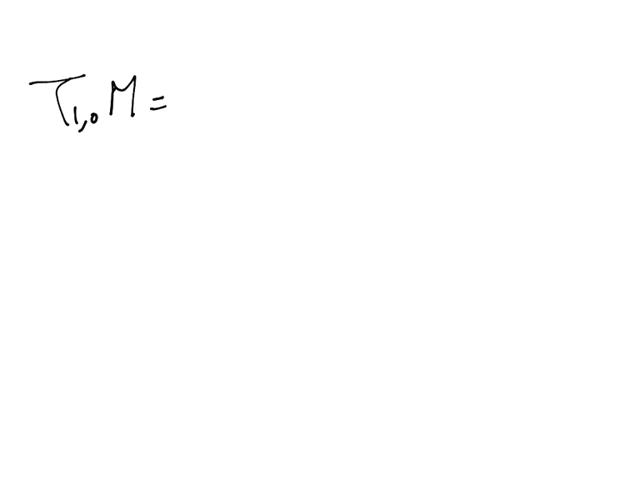 T_{1,0} M =